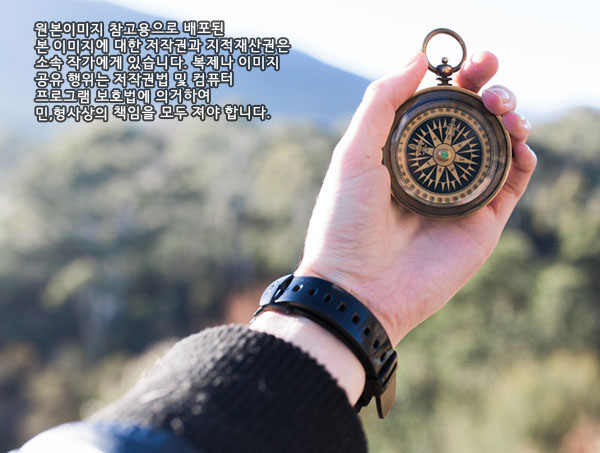 원본이미지 참고용으로 배포된
본 이미지에 대한 저작권과 지적재산권은
소속 작가에게 있습니다. 복제나 이미지
공유 행위는 저작권법 및 컴퓨터
프로그램 보호법에 의거하여
민,형사상의 책임을 모두 져야 합니다.